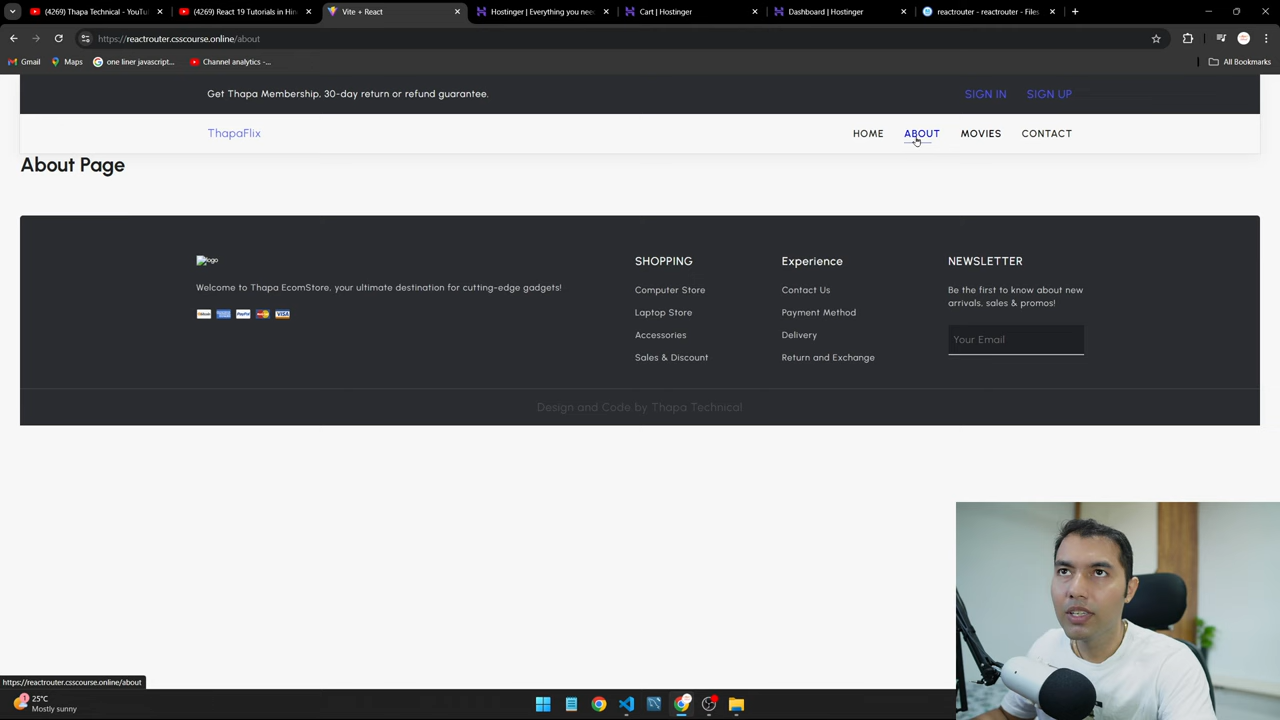 (4269) Thapa Technical - YouTu
(4269) React 19 Tutorials in Hin
Vite + React
Hostinger | Everything you nee
Cart | Hostinger
Dashboard | Hostinger
reactrouter - reactrouter - Files
https://reactrouter.csscourse.online/about
Gmail
Maps
one liner javascript...
Channel analytics -...
All Bookmarks
Get Thapa Membership, 30-day return or refund guarantee.
SIGN IN
SIGN UP
ThapaFlix
HOME
ABOUT
MOVIES
CONTACT
About Page
logo
Welcome to Thapa EcomStore, your ultimate destination for cutting-edge gadgets!
PayPal
VISA
SHOPPING
Computer Store
Laptop Store
Accessories
Sales & Discount
Experience
Contact Us
Payment Method
Delivery
Return and Exchange
NEWSLETTER
Be the first to know about new
arrivals, sales & promos!
Your Email
Design and Code by Thapa Technical
https://reactrouter.csscourse.online/about
1
25°C
Mostly sunny